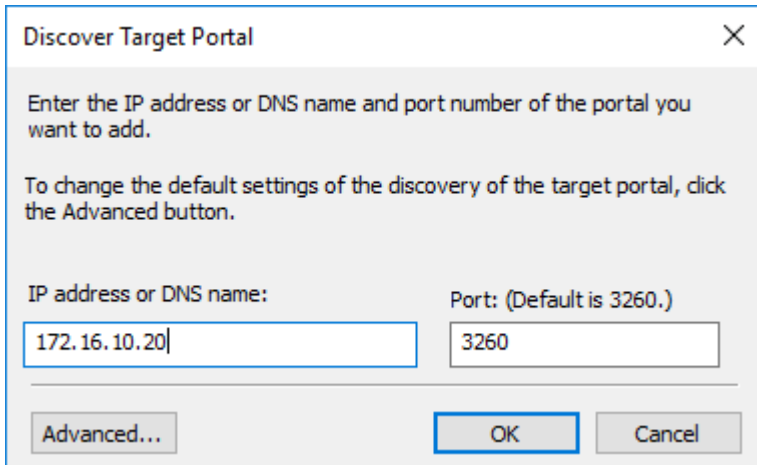 Discover Target Portal
Enter the IP address or DNS name and port number of the portal you
want to add.
To change the default settings of the discovery of the target portal, click
the Advanced button.
IP address or DNS name:
Port: (Default is 3260.)
172.16.10.20
3260
Advanced...
OK
Cancel